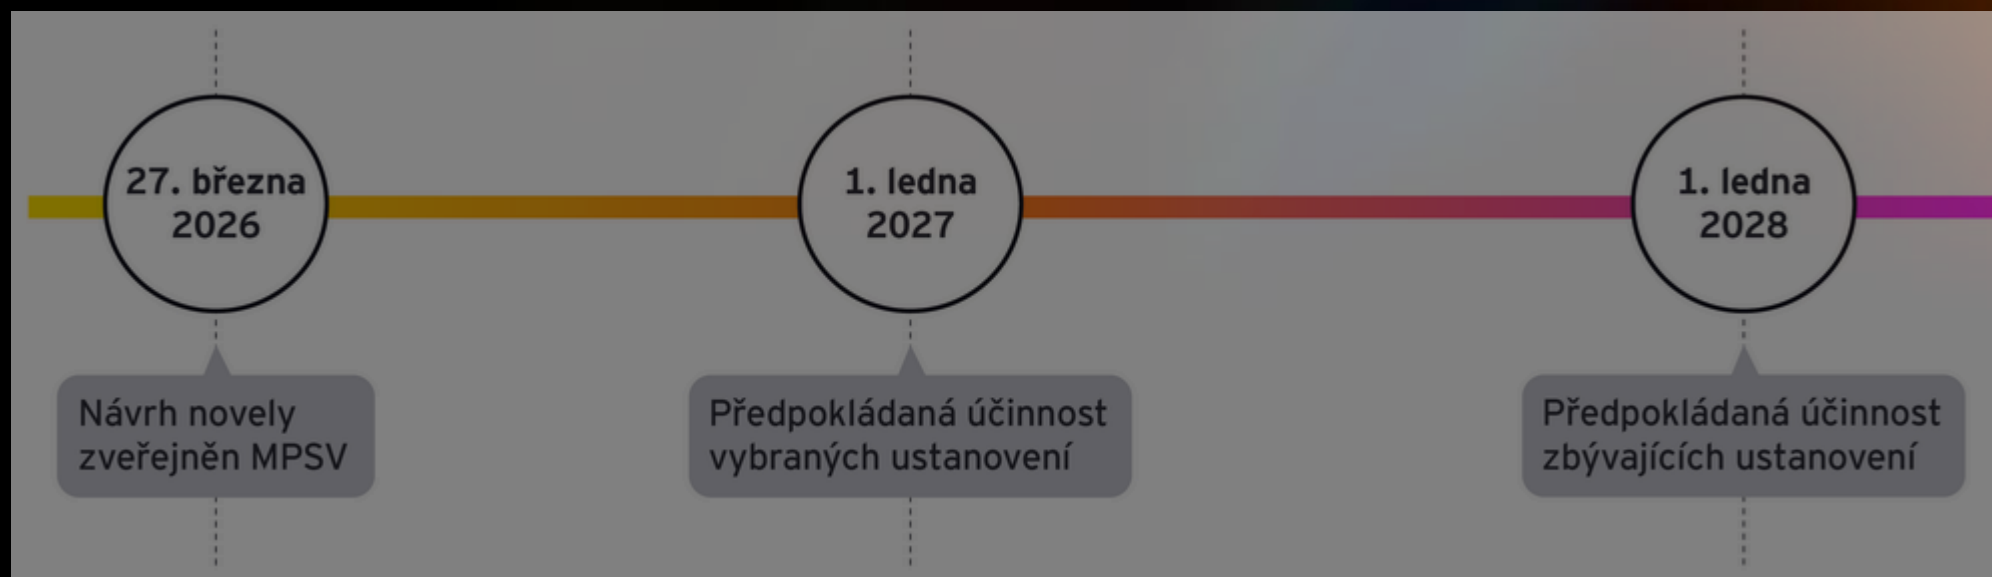 27. března
2026
1. ledna
2027
1. ledna
2028
Návrh novely
zveřejněn MPSV
Předpokládaná účinnost
vybraných ustanovení
Předpokládaná účinnost
zbývajících ustanovení